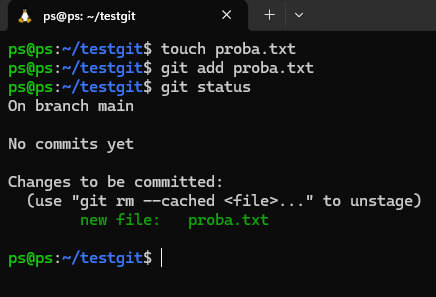 ps@ps: ~/testgit
ps@ps:~/testgit$ touch proba.txt
ps@ps:~/testgit$ git add proba.txt
ps@ps:~/testgit$ git status
On branch main
No commits yet
Changes to be committed:
  (use "git rm --cached <file>..." to unstage)
        new file:   proba.txt
ps@ps:~/testgit$